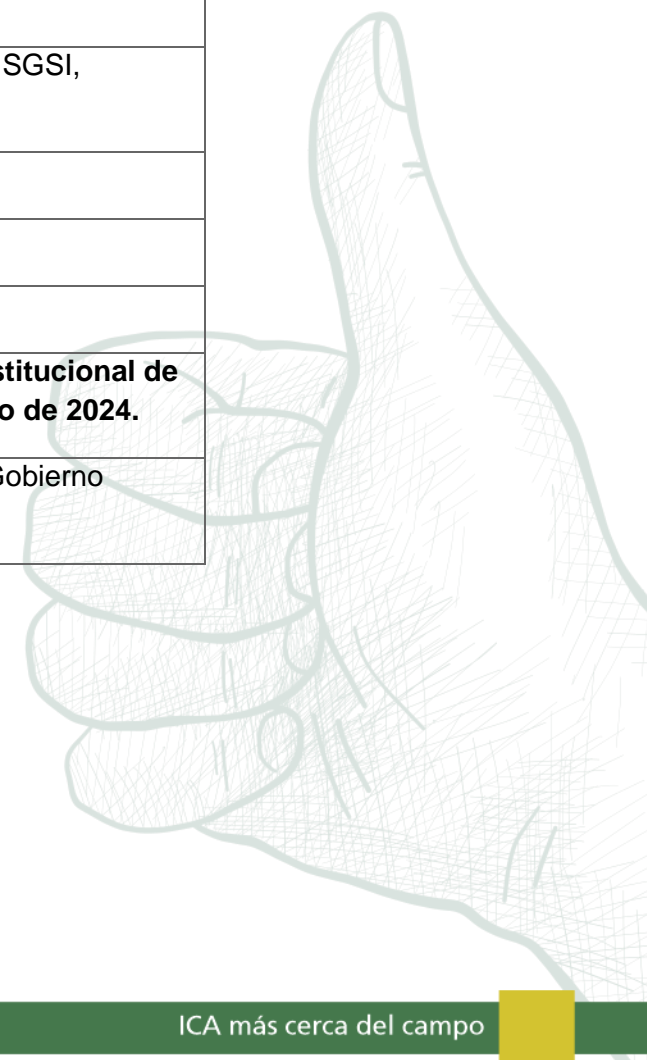 SGSI,
stitucional de
o de 2024.
Gobierno
ICA más cerca del campo